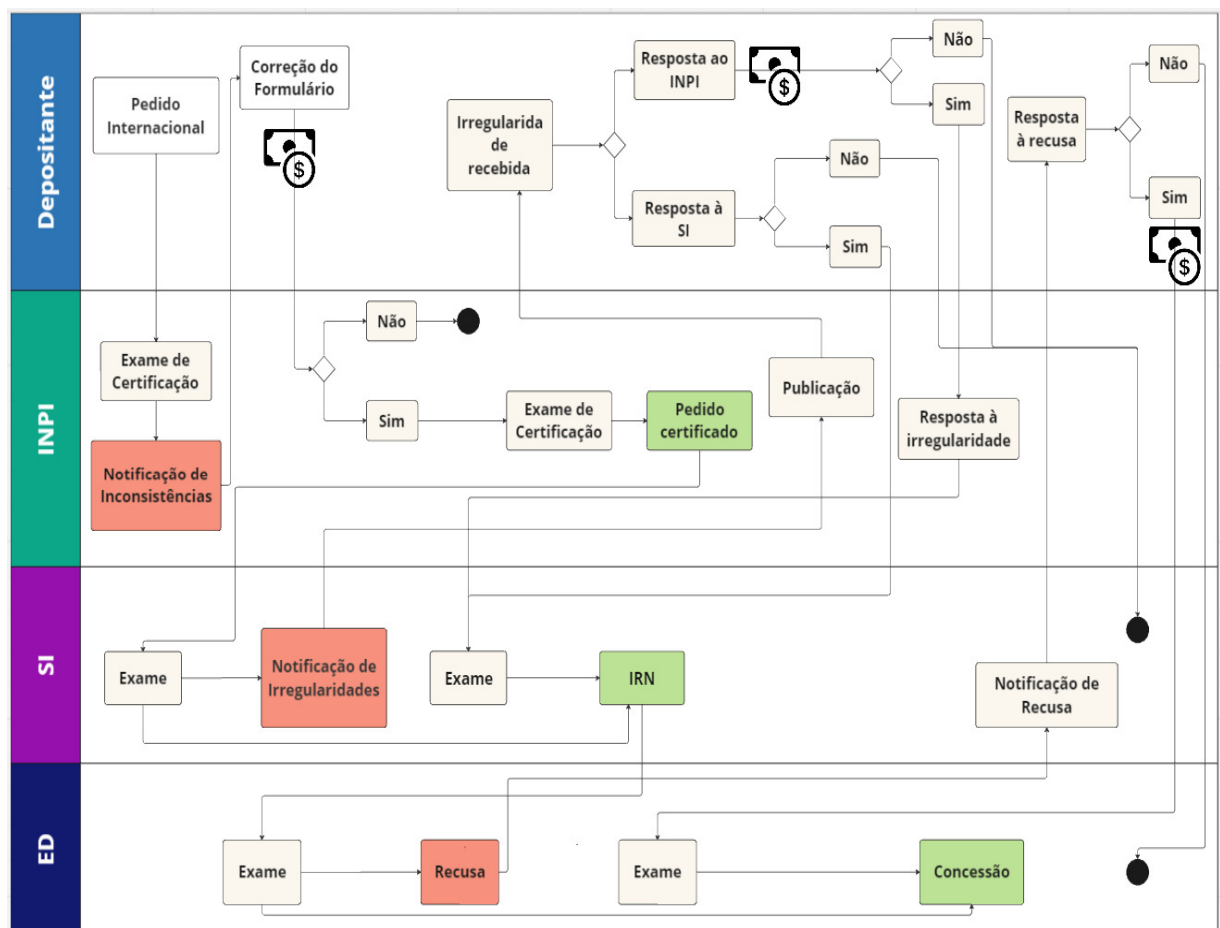 Depositante
Pedido
Internacional
Correção do
Formulário
$
Irregularida
de
recebida
Resposta ao
INPI
$
Não
Sim
Resposta à
SI
Não
Sim
Resposta
à recusa
Não
Sim
$
INPI
Exame de
Certificação
Notificação de
Inconsistências
Não
Sim
Exame de
Certificação
Pedido
certificado
Publicação
Resposta à
irregularidade
SI
Exame
Notificação de
Irregularidades
Exame
IRN
Notificação de
Recusa
ED
Exame
Recusa
Exame
Concessão